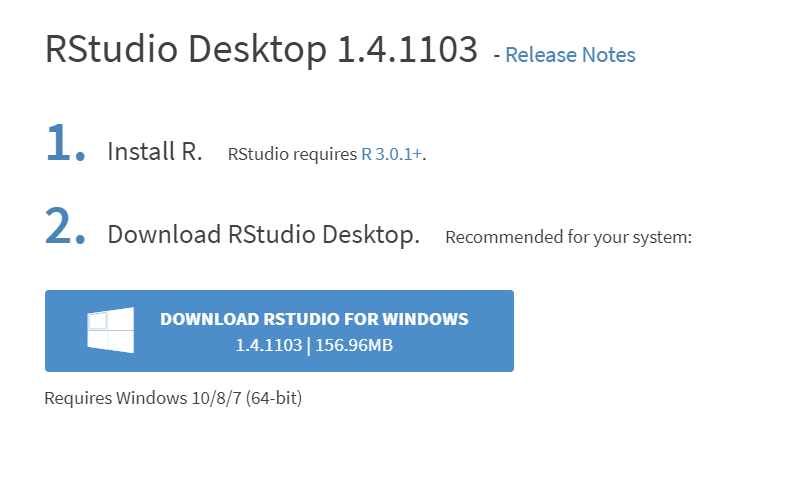 RStudio Desktop 1.4.1103 - Release Notes
1. Install R. RStudio requires R 3.0.1+.
2. Download RStudio Desktop. Recommended for your system:
DOWNLOAD RSTUDIO FOR WINDOWS
1.4.1103 | 156.96MB
Requires Windows 10/8/7 (64-bit)